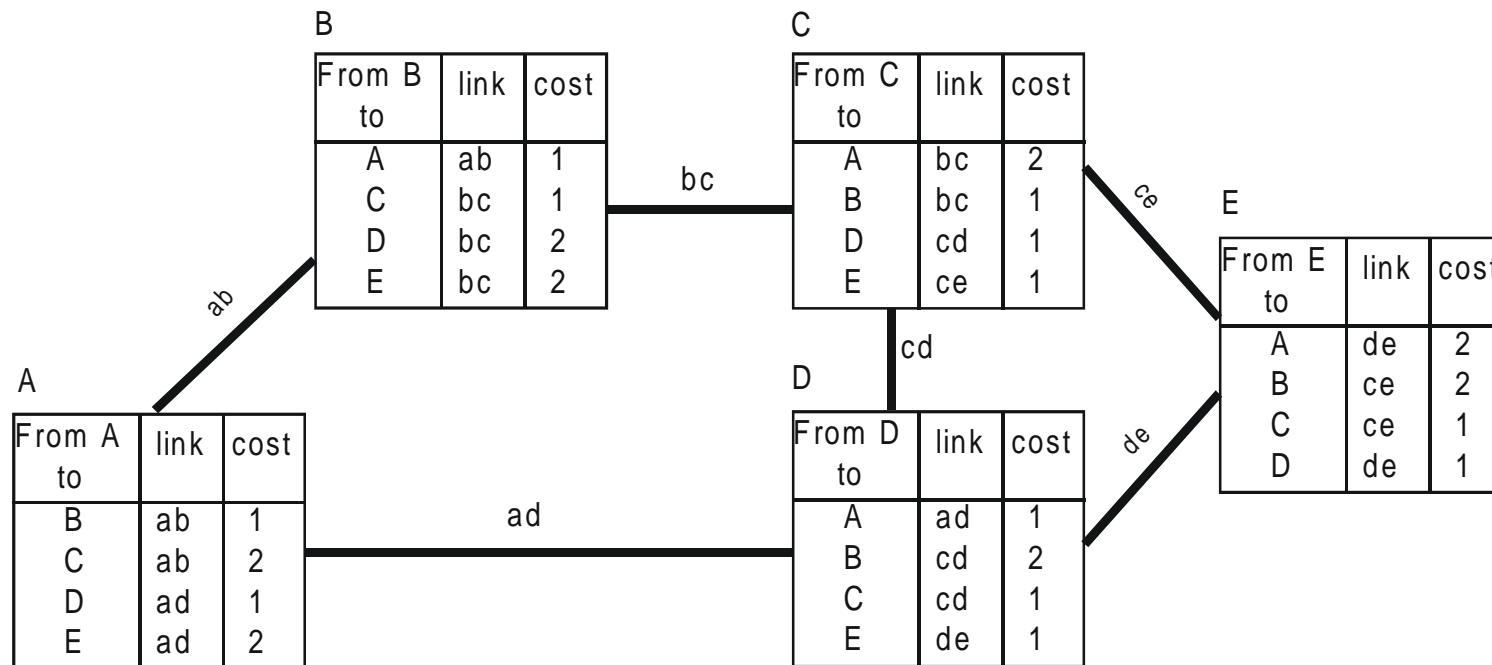 B
From B link cost
to
A ab 1
C bc 1
D bc 2
E bc 2
bc
C
From C link cost
to
A bc 2
B bc 1
D cd 1
E ce 1
ce
E
From E link cost
to
A de 2
B ce 2
C ce 1
D de 1
ab
cd
A
From A link cost
to
B ab 1
C ab 2
D ad 1
E ad 2
ad
D
From D link cost
to
A ad 1
B cd 2
C cd 1
E de 1
de